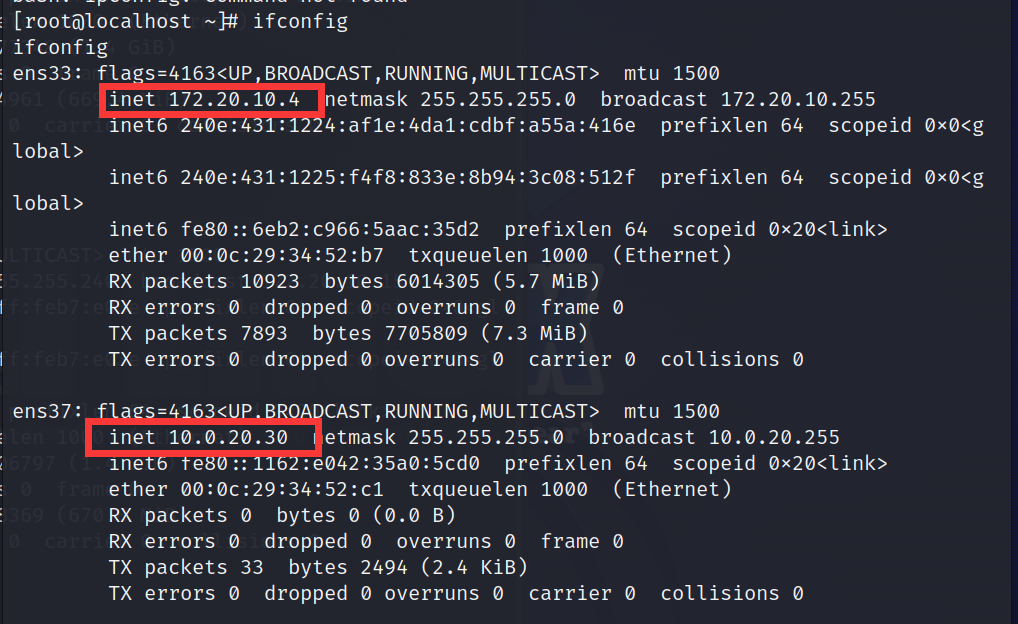 bash: ipconfig: command not found
[root@localhost ~]# ifconfig
ifconfig
ens33: flags=4163<UP,BROADCAST,RUNNING,MULTICAST>  mtu 1500
        inet 172.20.10.4  netmask 255.255.255.0  broadcast 172.20.10.255
        inet6 240e:431:1224:af1e:4da1:cdbf:a55a:416e  prefixlen 64  scopeid 0×0<g
lobal>
        inet6 240e:431:1225:f4f8:833e:8b94:3c08:512f  prefixlen 64  scopeid 0×0<g
lobal>
        inet6 fe80::6eb2:c966:5aac:35d2  prefixlen 64  scopeid 0×20<link>
        ether 00:0c:29:34:52:b7  txqueuelen 1000  (Ethernet)
        RX packets 10923  bytes 6014305 (5.7 MiB)
        RX errors 0  dropped 0  overruns 0  frame 0
        TX packets 7893  bytes 7705809 (7.3 MiB)
        TX errors 0  dropped 0 overruns 0  carrier 0  collisions 0
ens37: flags=4163<UP,BROADCAST,RUNNING,MULTICAST>  mtu 1500
        inet 10.0.20.30  netmask 255.255.255.0  broadcast 10.0.20.255
        inet6 fe80::1162:e042:35a0:5cd0  prefixlen 64  scopeid 0×20<link>
        ether 00:0c:29:34:52:c1  txqueuelen 1000  (Ethernet)
        RX packets 0  bytes 0 (0.0 B)
        RX errors 0  dropped 0  overruns 0  frame 0
        TX packets 33  bytes 2494 (2.4 KiB)
        TX errors 0  dropped 0 overruns 0  carrier 0  collisions 0